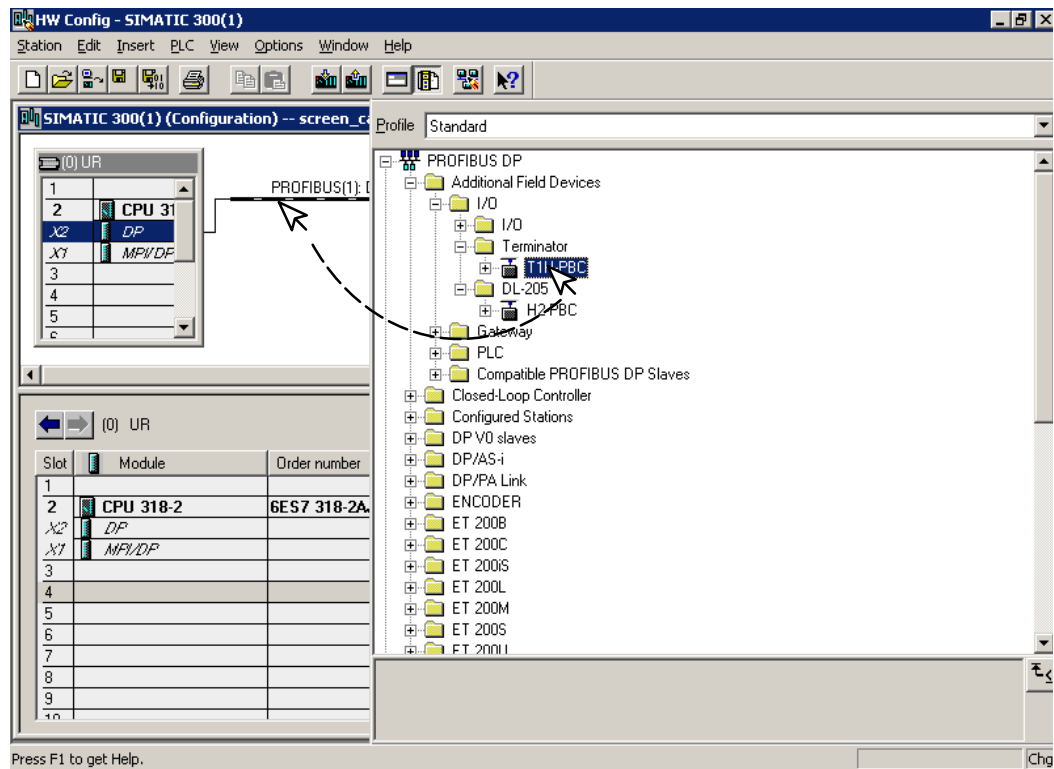 HW Config - SIMATIC 300(1)
Station Edit Insert PLC View Options Window Help
SIMATIC 300(1) (Configuration) -- screen_ca
Profile Standard
(0) UR
1
2 CPU 31
X2 DP
X1 MPI/DP
3
4
5
PROFIBUS(1): D
PROFIBUS DP
Additional Field Devices
I/O
I/O
Terminator
T1H-PBC
DL-205
H2-PBC
Gateway
PLC
Compatible PROFIBUS DP Slaves
Closed-Loop Controller
Configured Stations
DP V0 slaves
DP/AS-i
DP/PA Link
ENCODER
ET 200B
ET 200C
ET 200iS
ET 200L
ET 200M
ET 200S
ET 200U
(0) UR
Slot Module Order number
1
2 CPU 318-2 6ES7 318-2A
X2 DP
X1 MPI/DP
3
4
5
6
7
8
9
10
Press F1 to get Help.
Chg